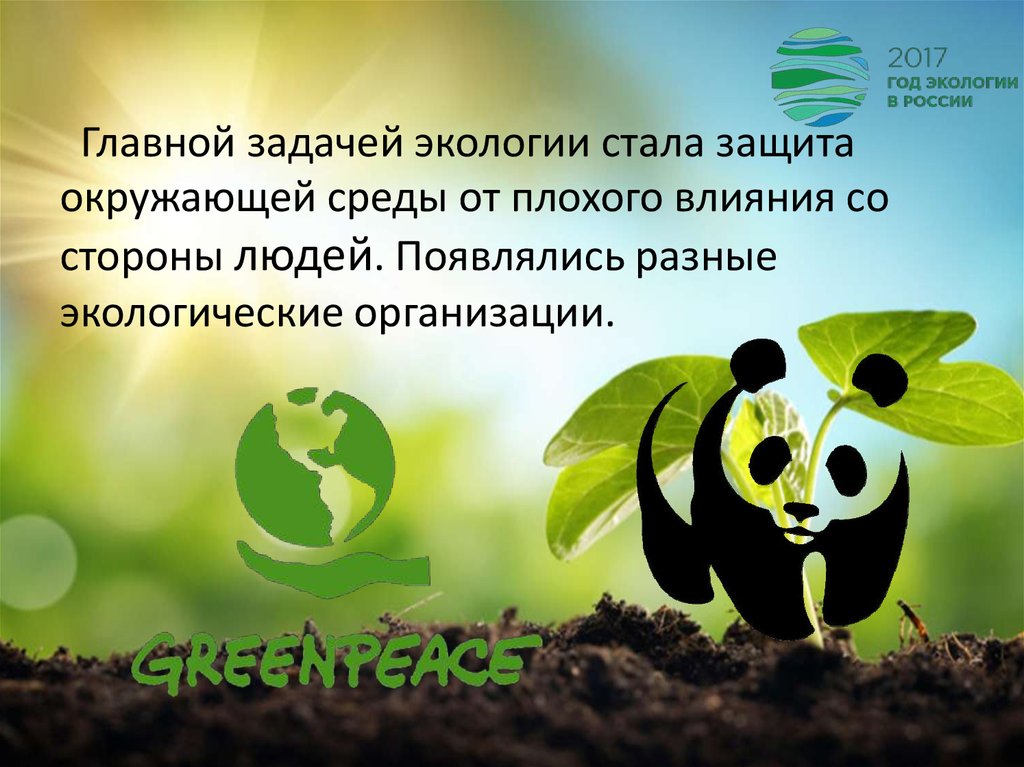 2017
ГОД ЭКОЛОГИИ
В РОССИИ
Главной задачей экологии стала защита
окружающей среды от плохого влияния со
стороны людей. Появлялись разные
экологические организации.
GREENPEACE